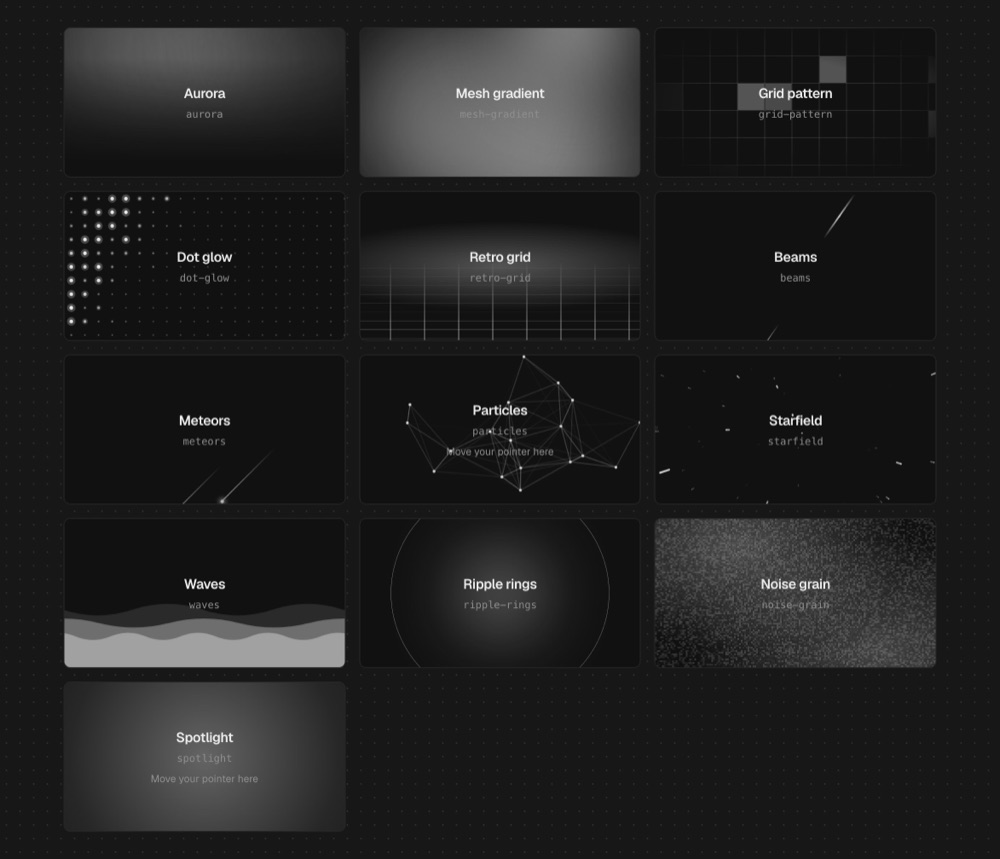 Aurora
aurora
Mesh gradient
mesh-gradient
Grid pattern
grid-pattern
Dot glow
dot-glow
Retro grid
retro-grid
Beams
beams
Meteors
meteors
Particles
particles
Move your pointer here
Starfield
starfield
Waves
waves
Ripple rings
ripple-rings
Noise grain
noise-grain
Spotlight
spotlight
Move your pointer here